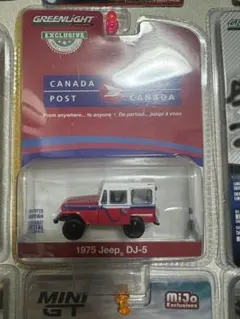 GREENLIGHT
EXCLUSIVE
CANADA
POST
CANADA
From anywhere... to anyone
De partout... jusqu'à vous
1975 Jeep DJ-5
MINI
GT
MiJo
Exclusives